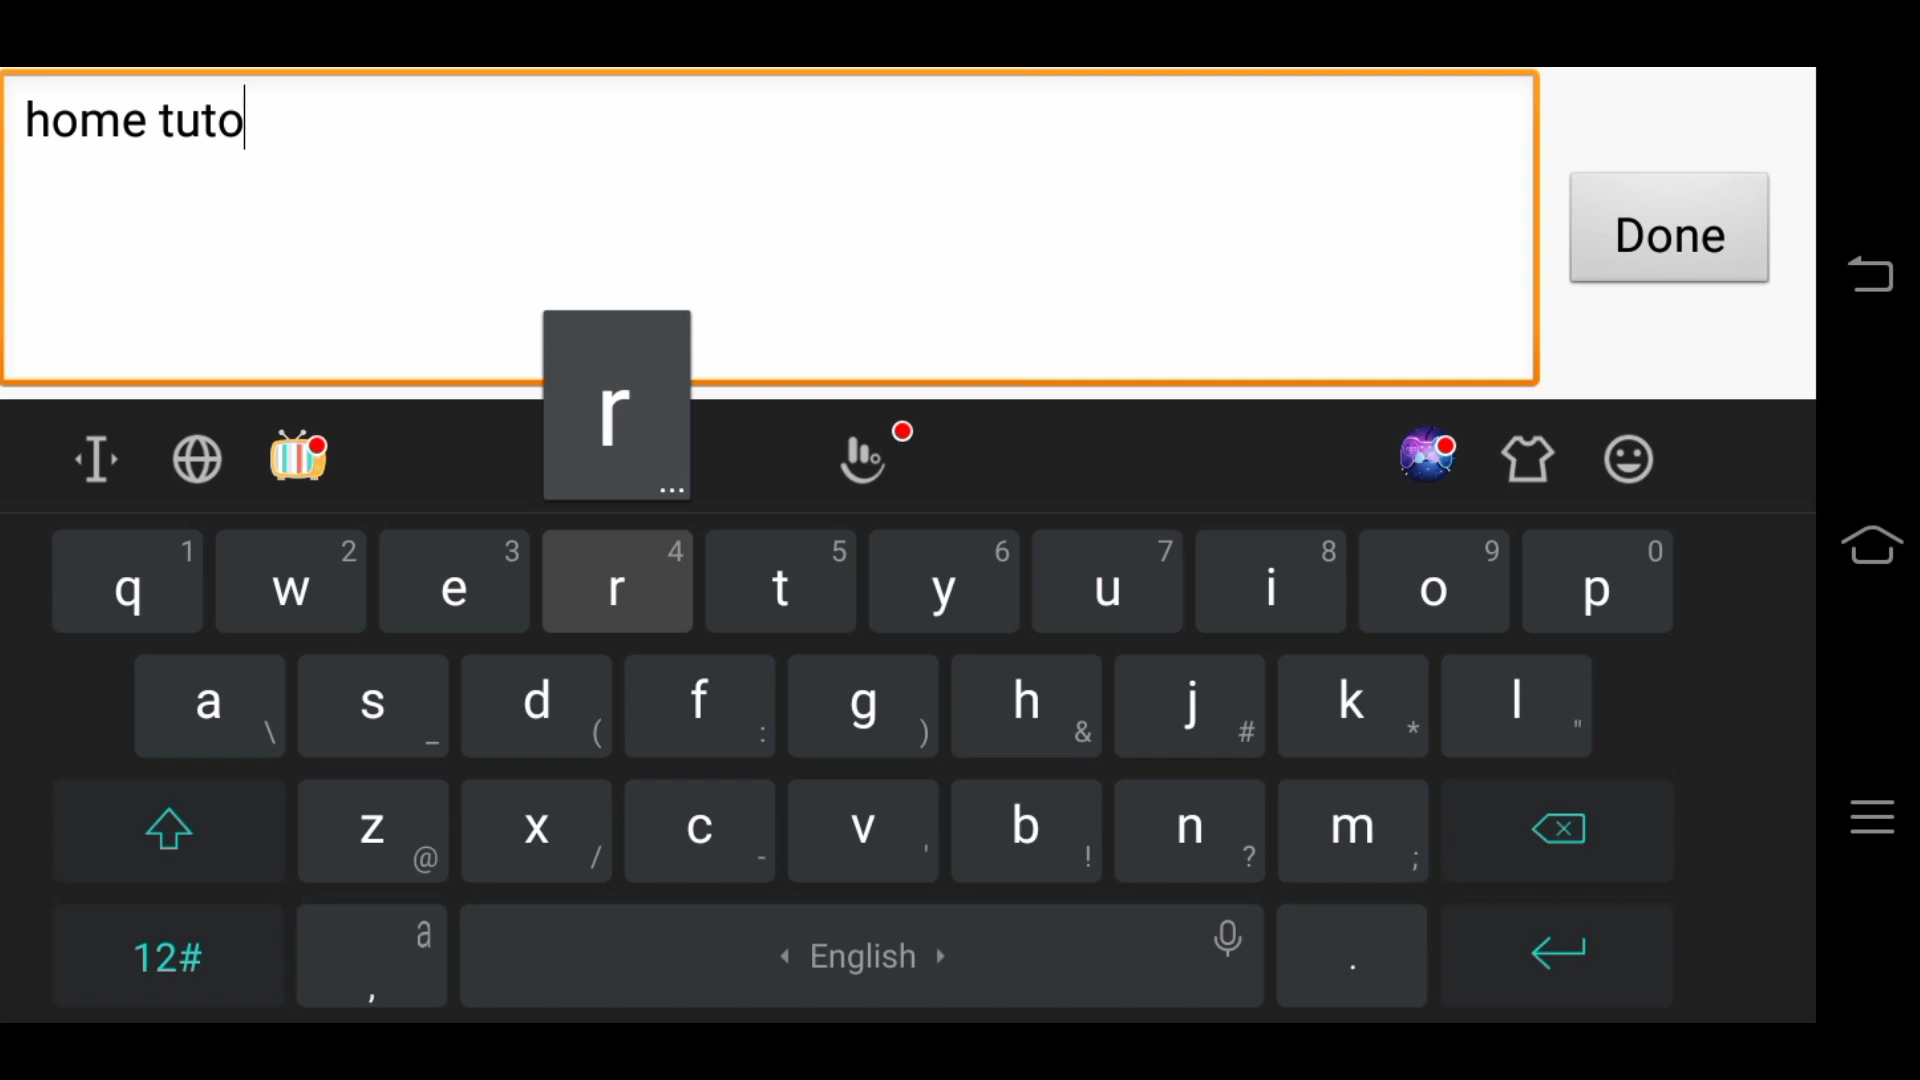 home tuto
Done
r
...
1 2 3 4 5 6 7 8 9 0
q w e r t y u i o p
a s d f g h j k l
\ _ ( : ) & # * "
z x c v b n m
@ / - ' ! ? ;
12# , a English .